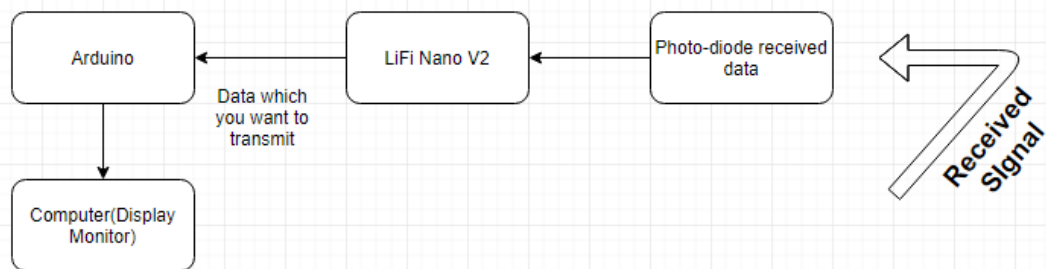 Arduino
LiFi Nano V2
Photo-diode received
data
Data which
you want to
transmit
Received
SIgnal
Computer(Display
Monitor)